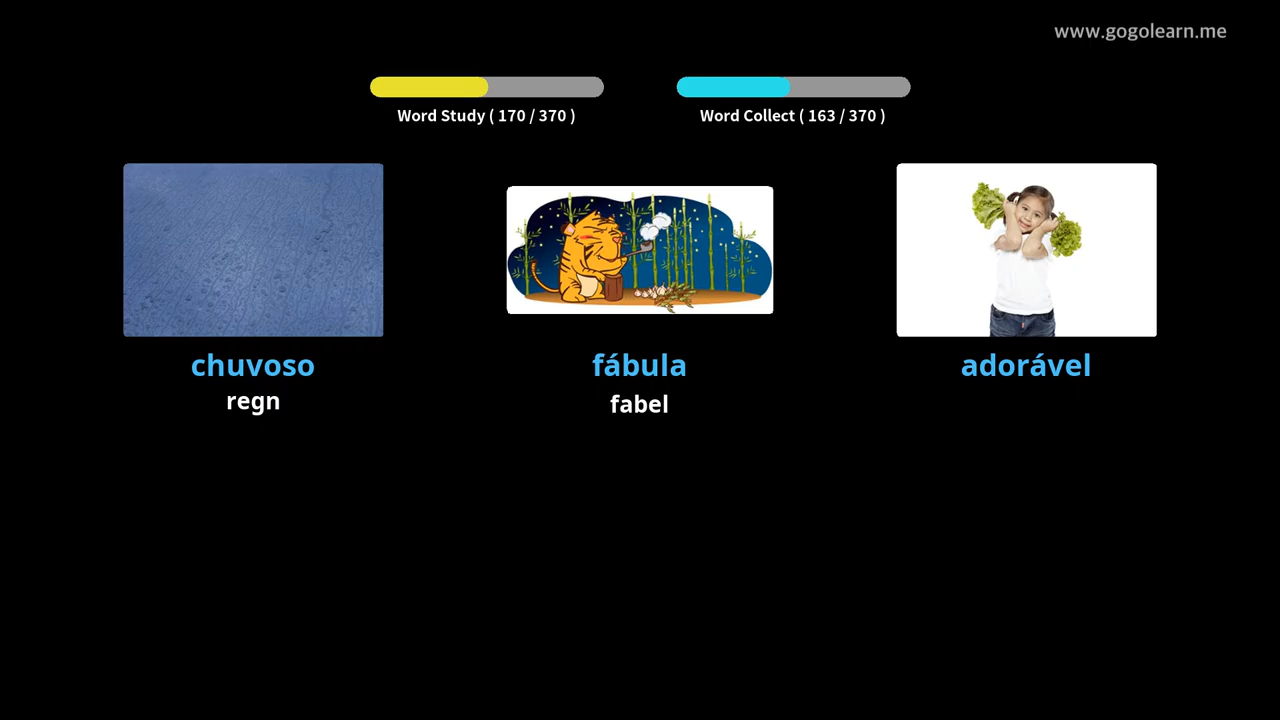 www.gogolearn.me
Word Study ( 170 / 370 )
Word Collect ( 163 / 370 )
chuvoso
regn
fábula
fabel
adorável